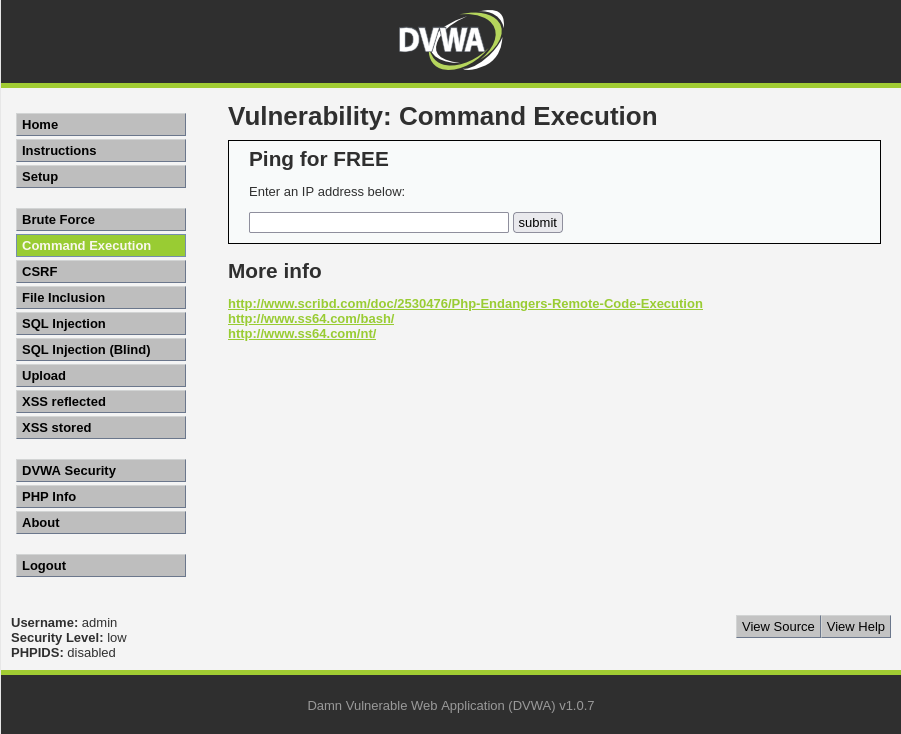 DVWA
Home
Instructions
Setup
Brute Force
Command Execution
CSRF
File Inclusion
SQL Injection
SQL Injection (Blind)
Upload
XSS reflected
XSS stored
DVWA Security
PHP Info
About
Logout
Vulnerability: Command Execution
Ping for FREE
Enter an IP address below:
submit
More info
http://www.scribd.com/doc/2530476/Php-Endangers-Remote-Code-Execution
http://www.ss64.com/bash/
http://www.ss64.com/nt/
Username: admin
Security Level: low
PHPIDS: disabled
View Source View Help
Damn Vulnerable Web Application (DVWA) v1.0.7